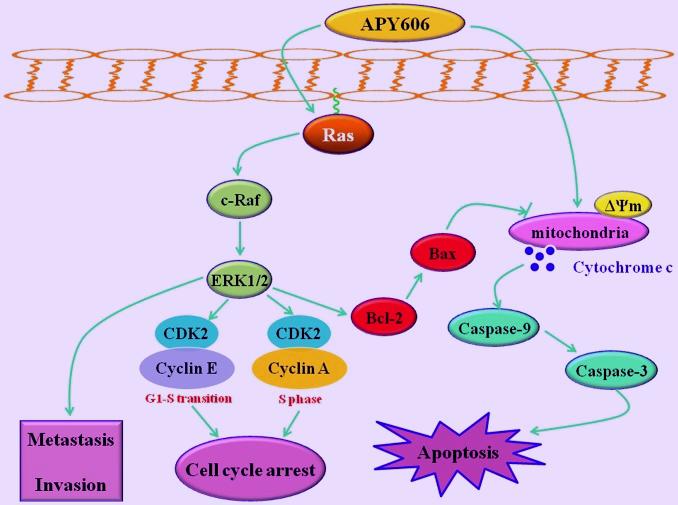 APY606
Ras
c-Raf
ΔΨm
mitochondria
Bax
Cytochrome c
ERK1/2
Bcl-2
CDK2
CDK2
Caspase-9
Cyclin E
Cyclin A
Caspase-3
G1-S transition
S phase
Metastasis
Invasion
Cell cycle arrest
Apoptosis